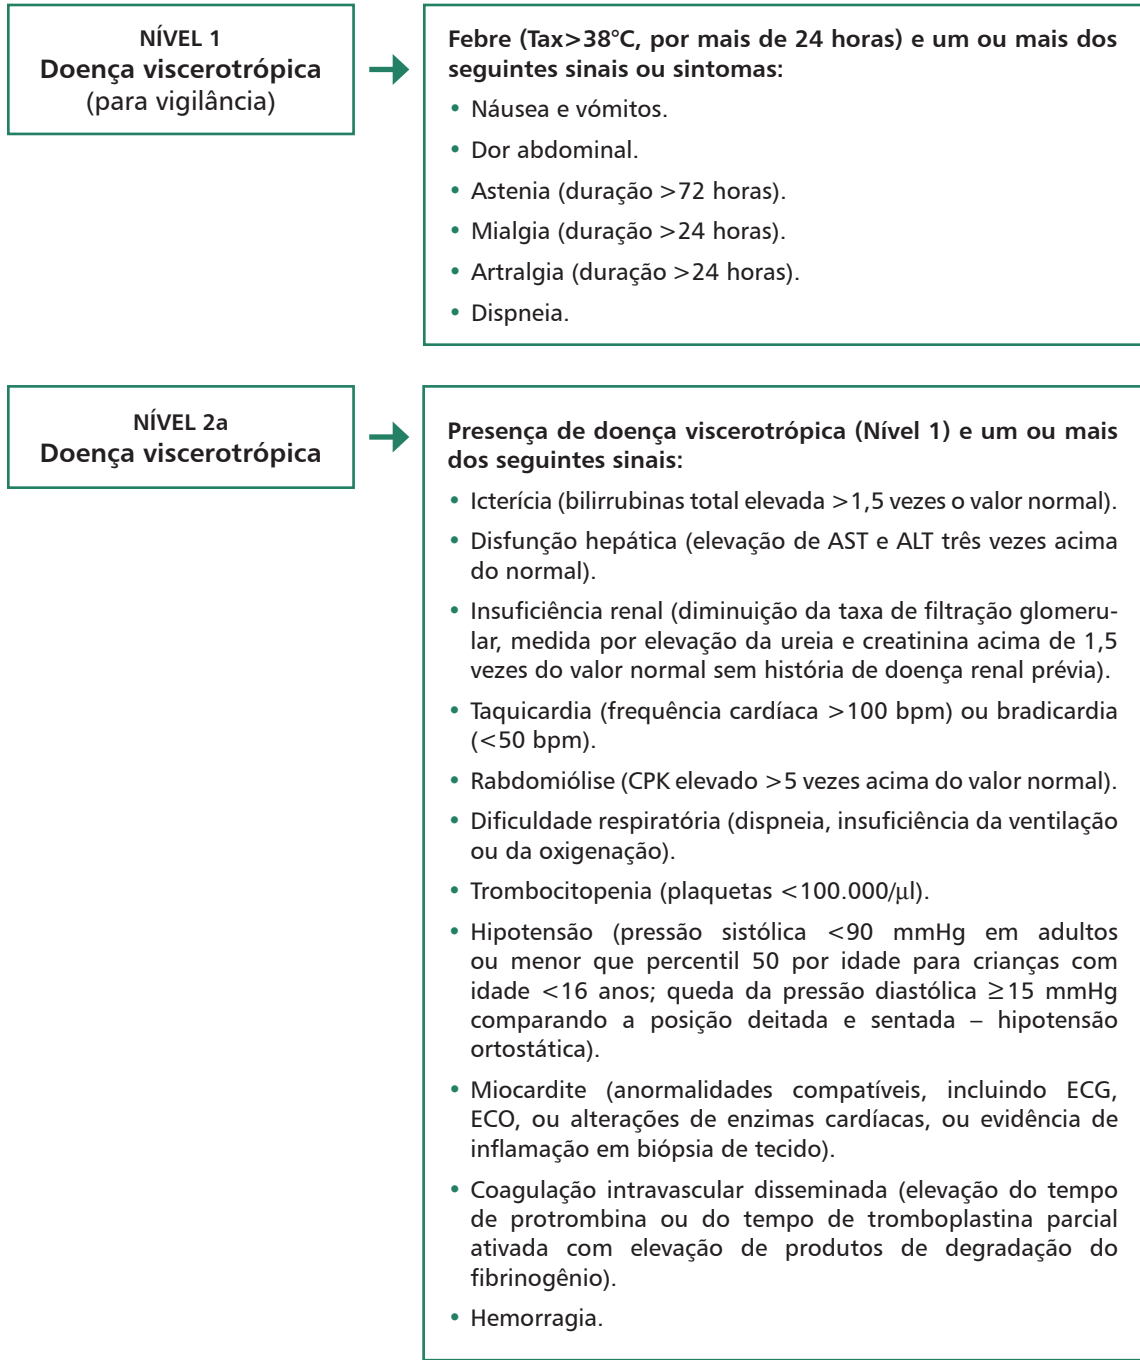 NÍVEL 1
Doença viscerotrópica
(para vigilância)
Febre (Tax>38°C, por mais de 24 horas) e um ou mais dos
seguintes sinais ou sintomas:
• Náusea e vómitos.
• Dor abdominal.
• Astenia (duração >72 horas).
• Mialgia (duração >24 horas).
• Artralgia (duração >24 horas).
• Dispneia.
NÍVEL 2a
Doença viscerotrópica
Presença de doença viscerotrópica (Nível 1) e um ou mais
dos seguintes sinais:
• Icterícia (bilirrubinas total elevada >1,5 vezes o valor normal).
• Disfunção hepática (elevação de AST e ALT três vezes acima
do normal).
• Insuficiência renal (diminuição da taxa de filtração glomeru-
lar, medida por elevação da ureia e creatinina acima de 1,5
vezes do valor normal sem história de doença renal prévia).
• Taquicardia (frequência cardíaca >100 bpm) ou bradicardia
(<50 bpm).
• Rabdomiólise (CPK elevado >5 vezes acima do valor normal).
• Dificuldade respiratória (dispneia, insuficiência da ventilação
ou da oxigenação).
• Trombocitopenia (plaquetas <100.000/μl).
• Hipotensão (pressão sistólica <90 mmHg em adultos
ou menor que percentil 50 por idade para crianças com
idade <16 anos; queda da pressão diastólica ≥15 mmHg
comparando a posição deitada e sentada – hipotensão
ortostática).
• Miocardite (anormalidades compatíveis, incluindo ECG,
ECO, ou alterações de enzimas cardíacas, ou evidência de
inflamação em biópsia de tecido).
• Coagulação intravascular disseminada (elevação do tempo
de protrombina ou do tempo de tromboplastina parcial
ativada com elevação de produtos de degradação do
fibrinogênio).
• Hemorragia.